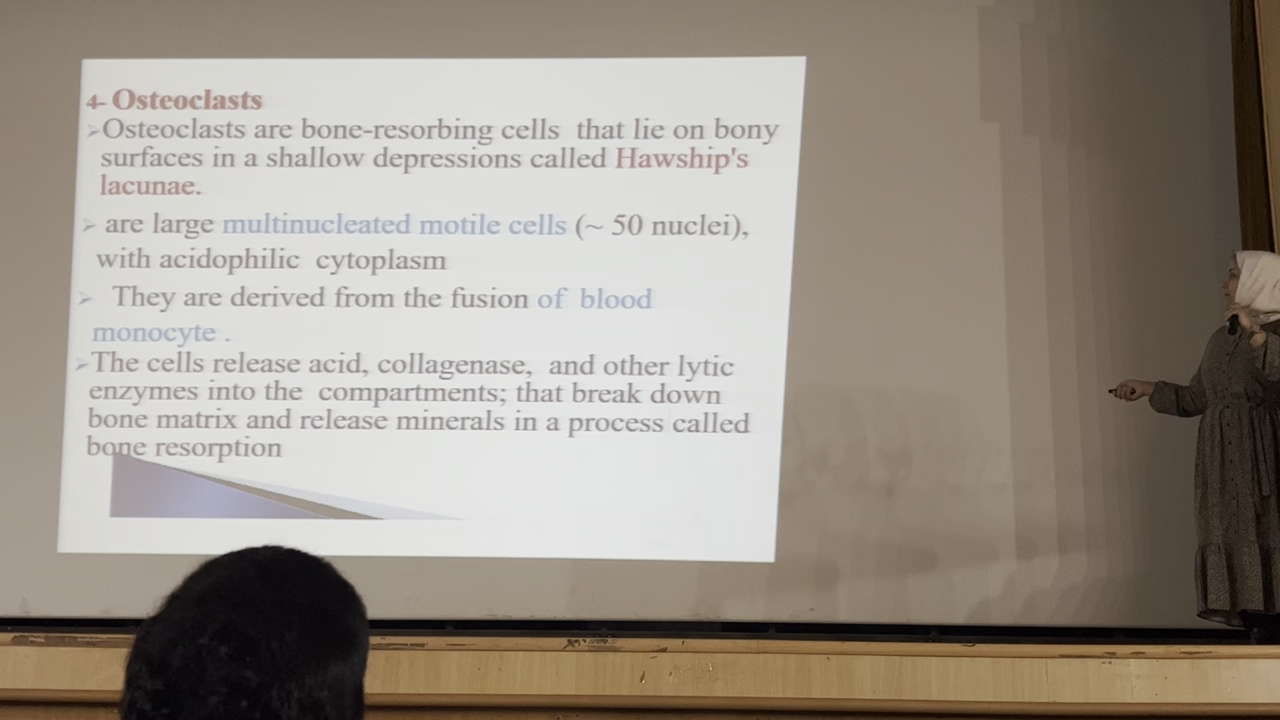 4- Osteoclasts
➢Osteoclasts are bone-resorbing cells that lie on bony
surfaces in a shallow depressions called Hawship's
lacunae.
➢ are large multinucleated motile cells (~ 50 nuclei),
with acidophilic cytoplasm
➢ They are derived from the fusion of blood
monocyte .
➢The cells release acid, collagenase, and other lytic
enzymes into the compartments; that break down
bone matrix and release minerals in a process called
bone resorption